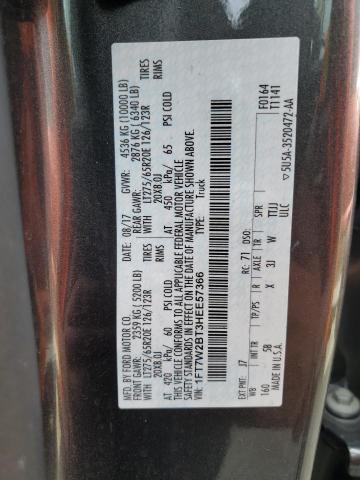 MFD. BY FORD MOTOR CO.
DATE: 08/17 GVWR: 4536 KG (10000 LB)
FRONT GAWR: 2359 KG (5200 LB) REAR GAWR: 2876 KG (6340 LB)
LT275/65R20E 126/123R TIRES LT275/65R20E 126/123R TIRES
20X8.0J RIMS 20X8.0J RIMS
AT 420 kPa/ 60 PSI COLD AT 450 kPa/ 65 PSI COLD
THIS VEHICLE CONFORMS TO ALL APPLICABLE FEDERAL MOTOR VEHICLE
SAFETY STANDARDS IN EFFECT ON THE DATE OF MANUFACTURE SHOWN ABOVE.
VIN: 1FT7W2BT3HEE57366
TYPE: Truck
F0164
T1141
EXT PNT: J7 RC: 71 DSO:
WB INT TR TP/PS R AXLE TR SPR
160 5B X 3J W TTJJ
MADE IN U.S.A. ULC
5U5A-3520472-AA